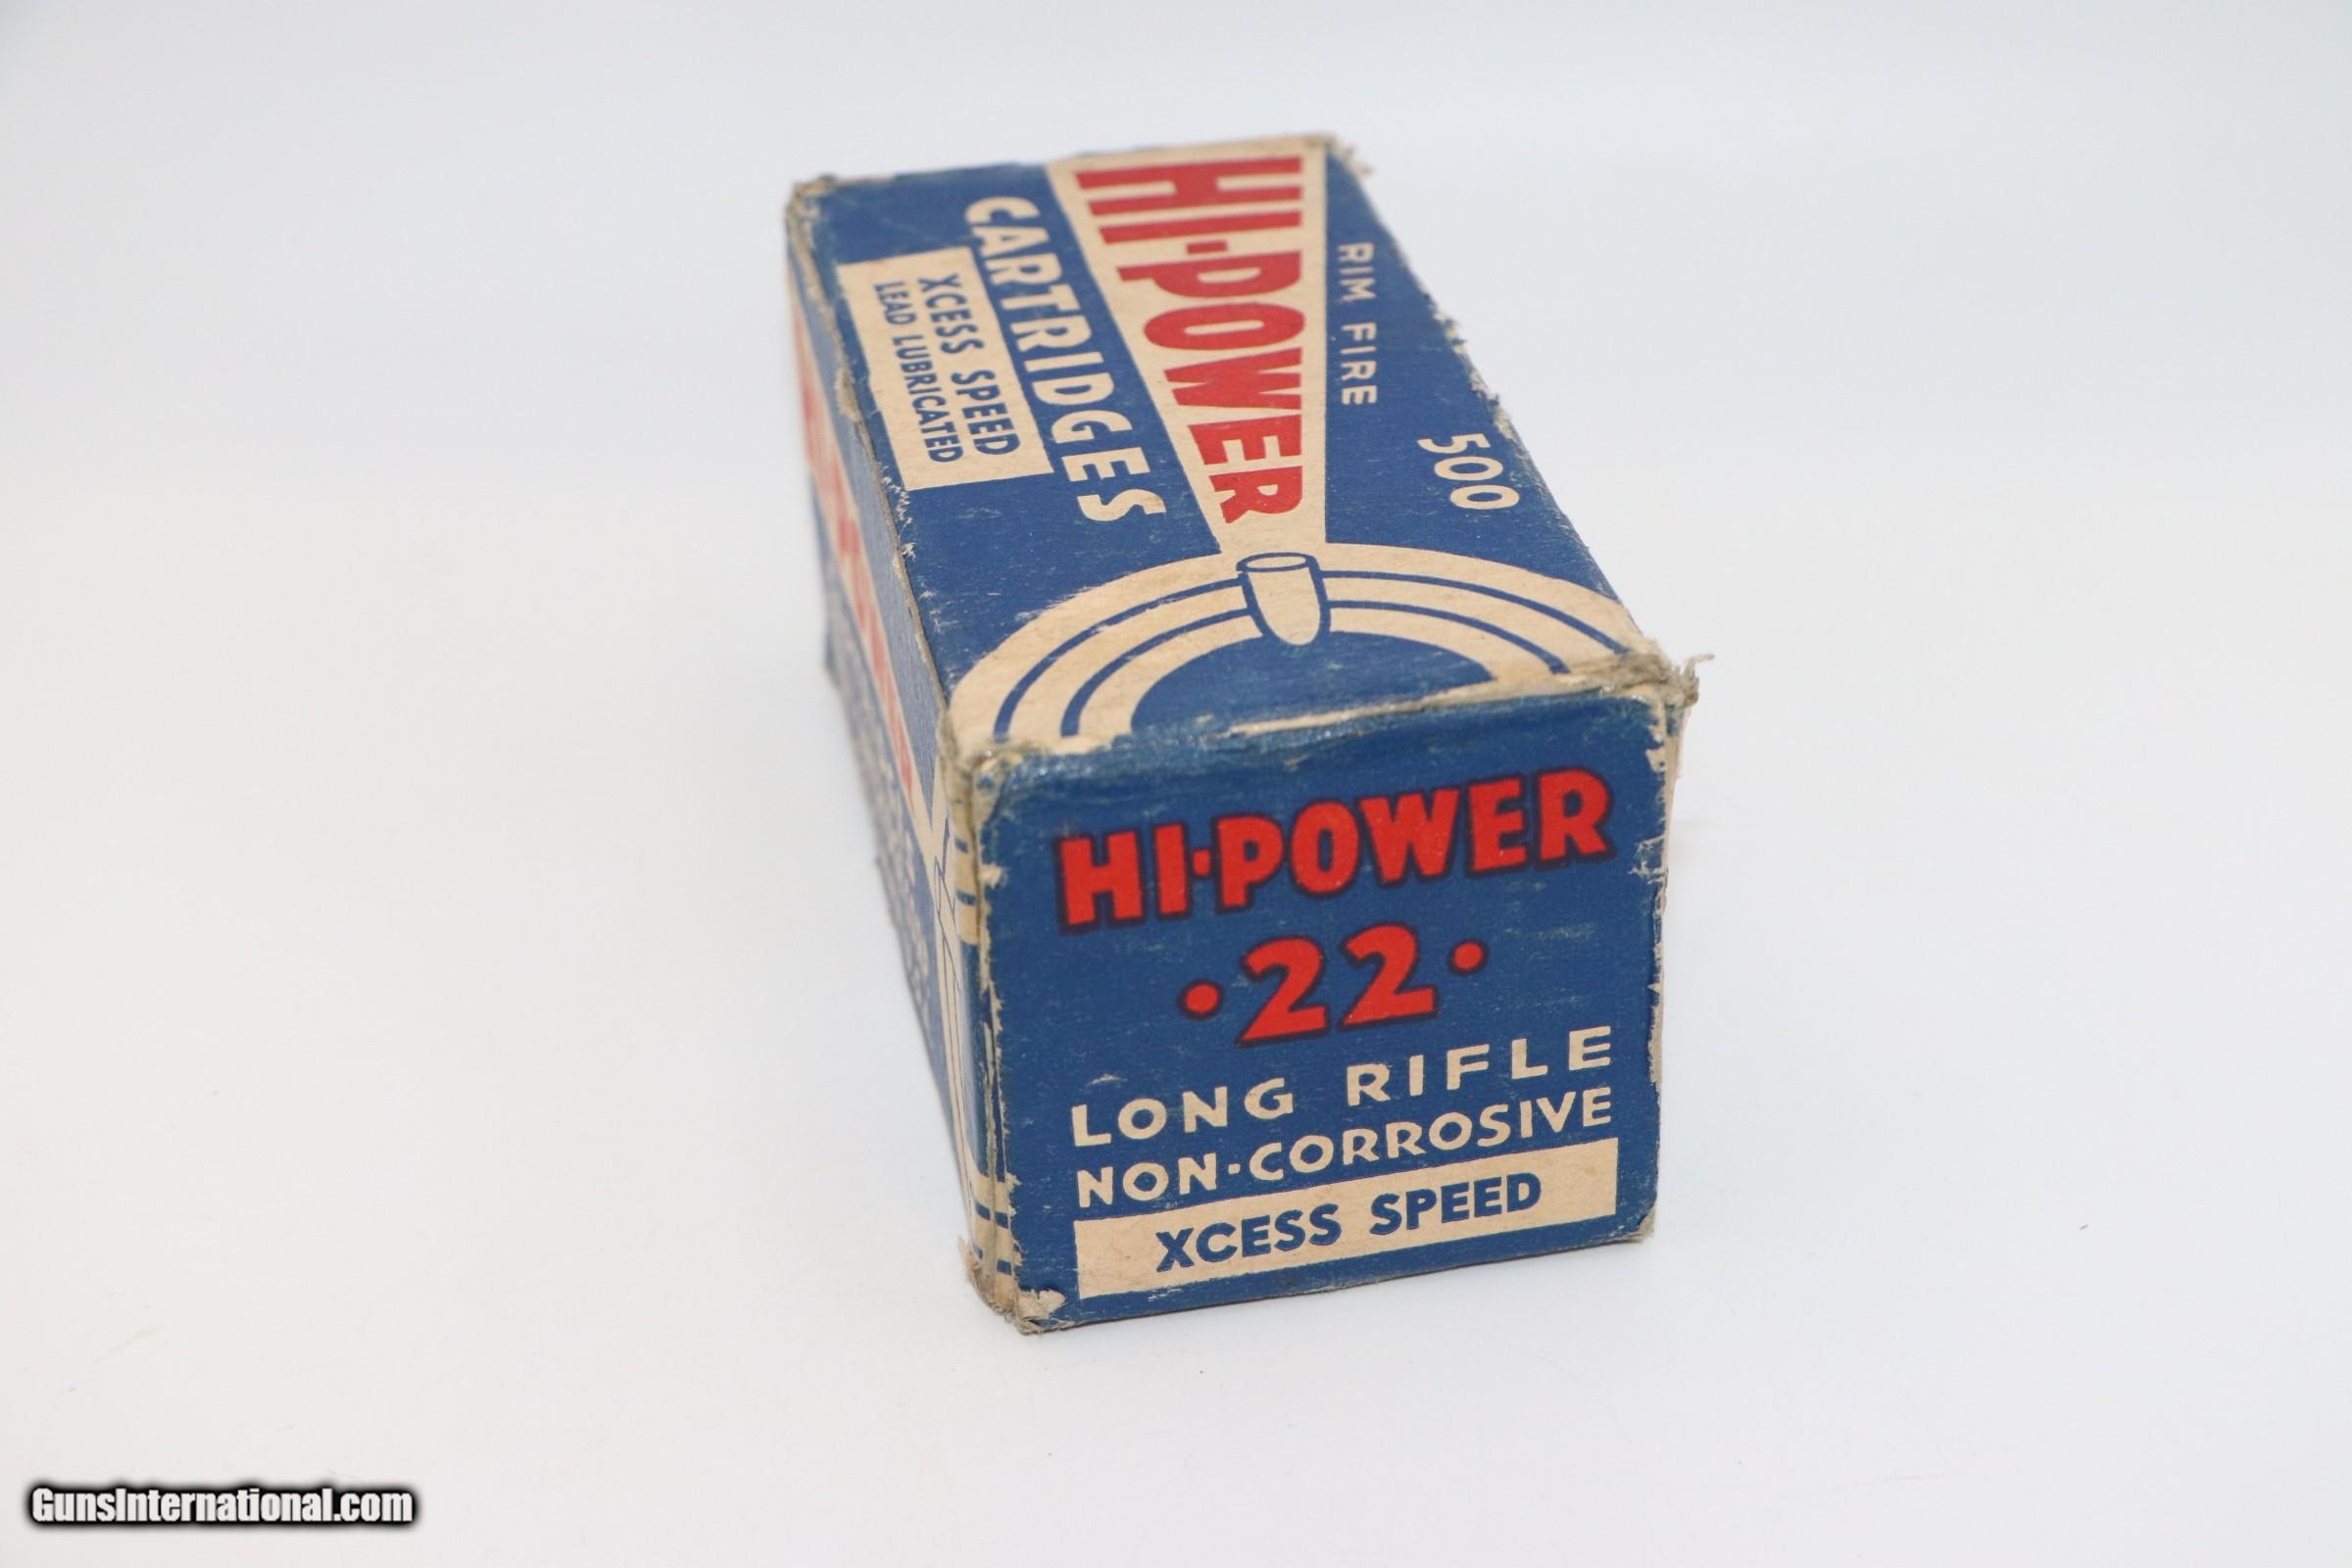 RIM FIRE
500
HI-POWER
CARTRIDGES
XCESS SPEED
LEAD LUBRICATED
HI-POWER
·22·
LONG RIFLE
NON-CORROSIVE
XCESS SPEED
GunsInternational.com